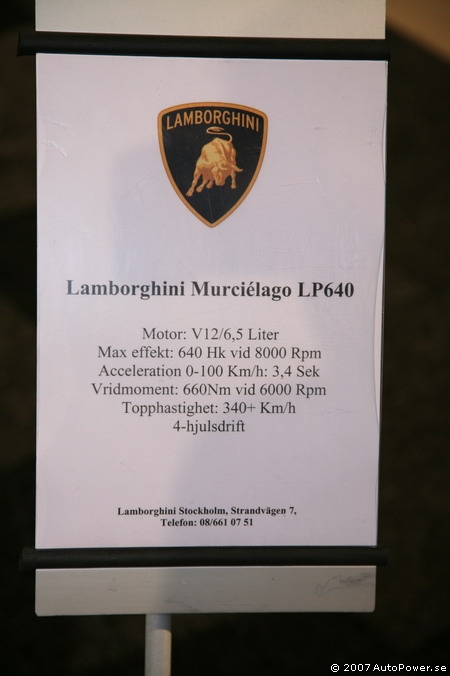 LAMBORGHINI
Lamborghini Murciélago LP640
Motor: V12/6,5 Liter
Max effekt: 640 Hk vid 8000 Rpm
Acceleration 0-100 Km/h: 3,4 Sek
Vridmoment: 660Nm vid 6000 Rpm
Topphastighet: 340+ Km/h
4-hjulsdrift
Lamborghini Stockholm, Strandvägen 7,
Telefon: 08/661 07 51
© 2007 AutoPower.se